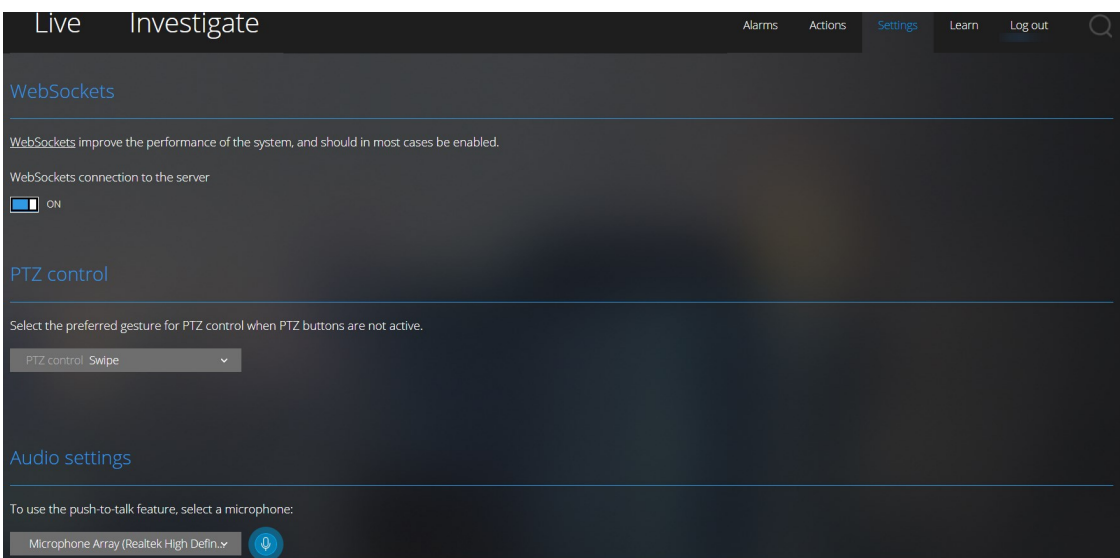 Live Investigate Alarms Actions Settings Learn Log out
WebSockets
WebSockets improve the performance of the system, and should in most cases be enabled.
WebSockets connection to the server
ON
PTZ control
Select the preferred gesture for PTZ control when PTZ buttons are not active.
PTZ control Swipe
Audio settings
To use the push-to-talk feature, select a microphone:
Microphone Array (Realtek High Defin..